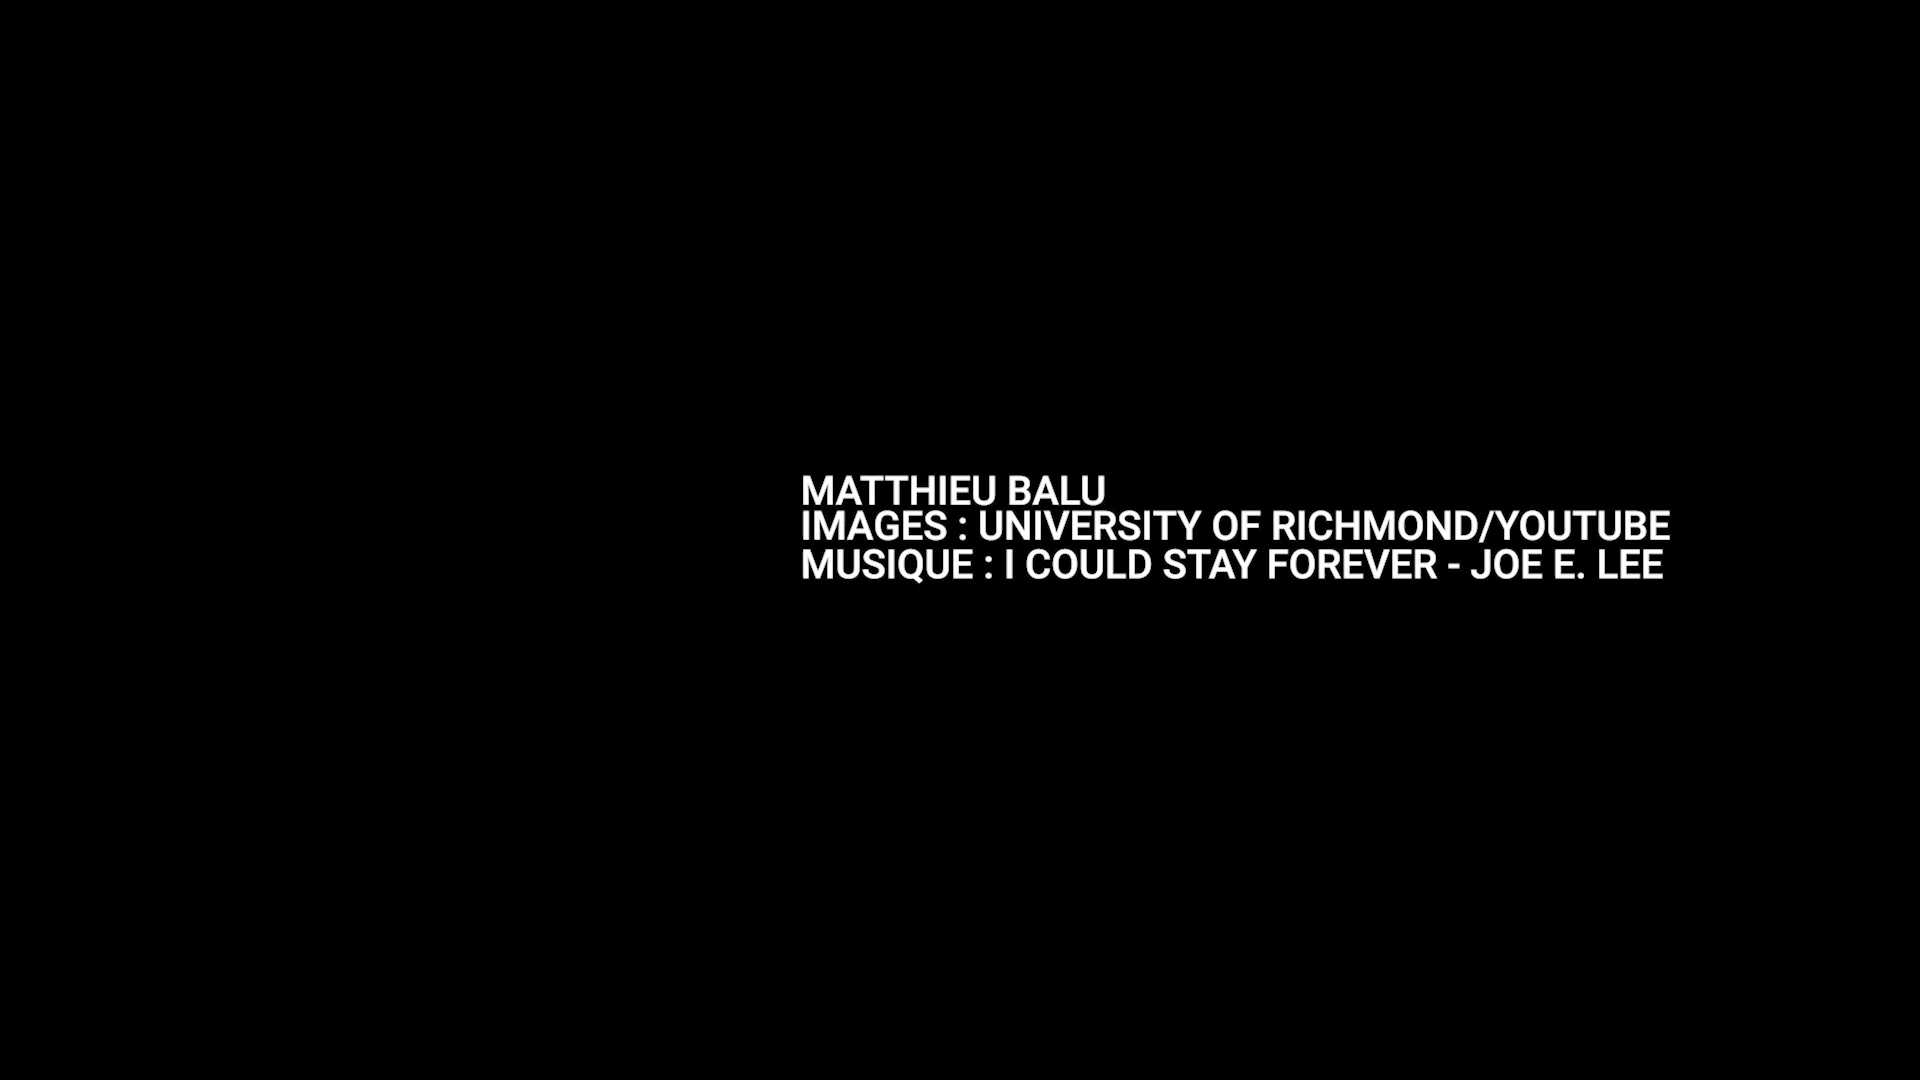 MATTHIEU BALU
IMAGES : UNIVERSITY OF RICHMOND/YOUTUBE
MUSIQUE : I COULD STAY FOREVER - JOE E. LEE